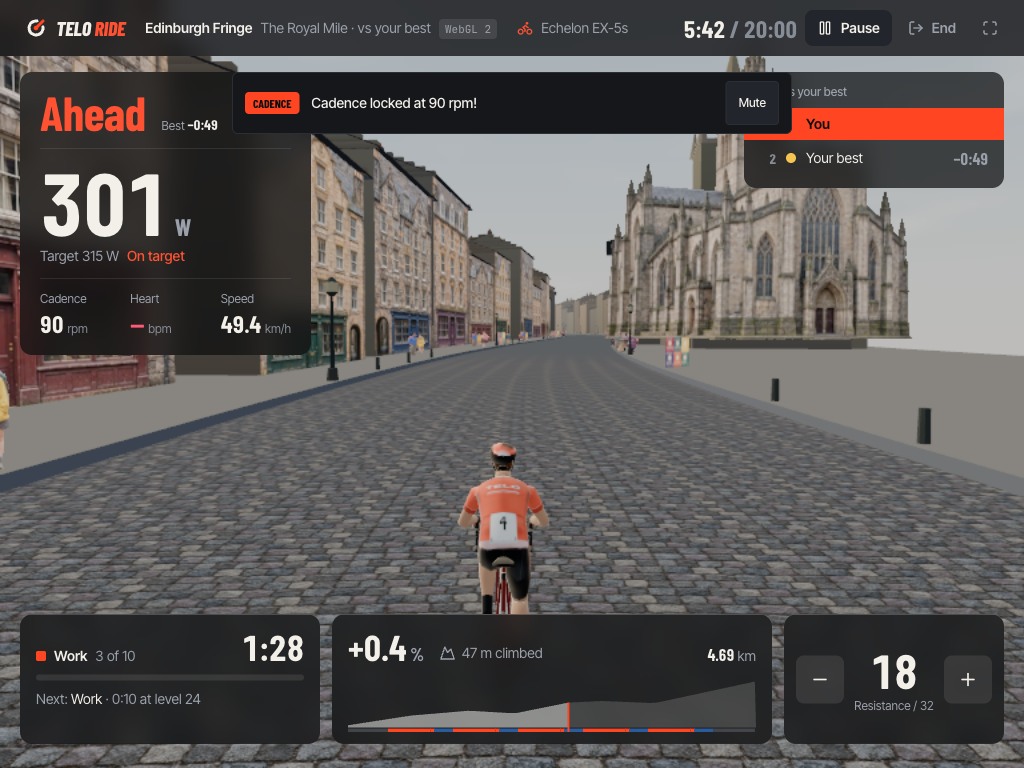 TELO RIDE
Edinburgh Fringe The Royal Mile · vs your best WebGL 2 Echelon EX-5s
5:42 / 20:00 Pause End
Ahead Best −0:49
301 W
Target 315 W On target
Cadence Heart Speed
90 rpm — bpm 49.4 km/h
CADENCE Cadence locked at 90 rpm! Mute
s your best
You
2 Your best −0:49
TELO
4
Work 3 of 10 1:28
Next: Work · 0:10 at level 24
+0.4 % 47 m climbed 4.69 km
− 18 +
Resistance / 32